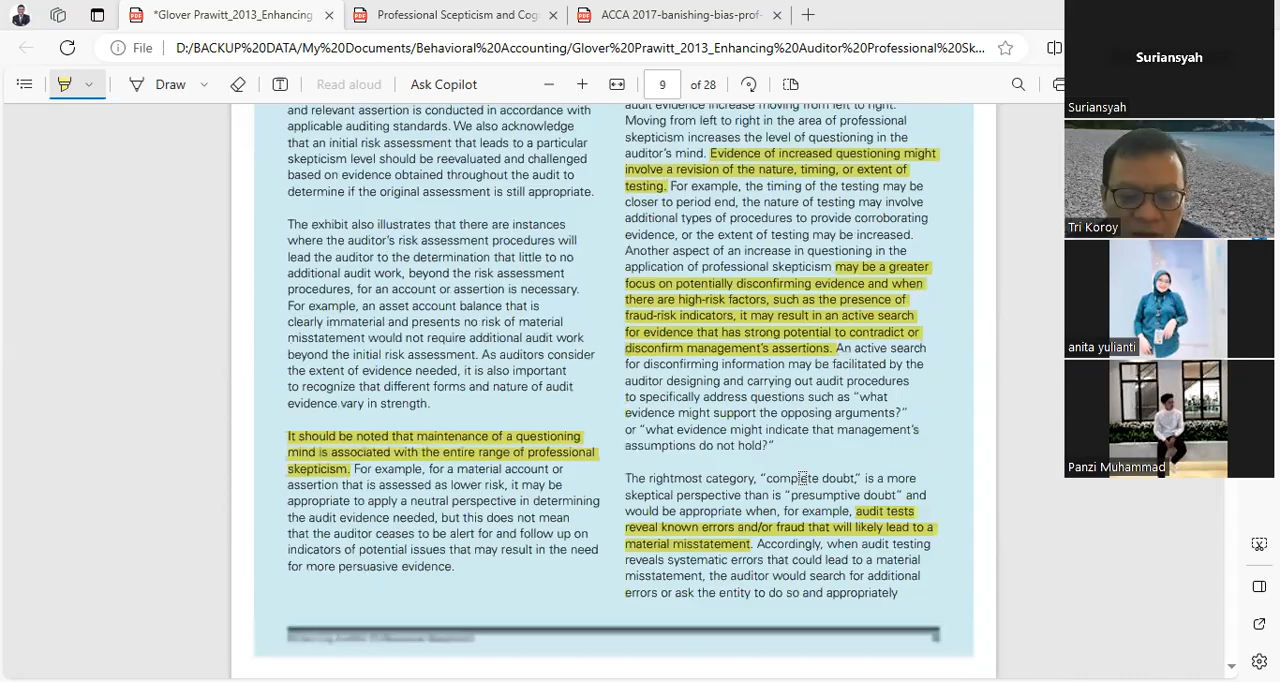 *Glover Prawitt_2013_Enhancing
Professional Scepticism and Cog
ACCA 2017-banishing-bias-prof-
File
D:/BACKUP%20DATA/My%20Documents/Behavioral%20Accounting/Glover%20Prawitt_2013_Enhancing%20Auditor%20Professional%20Sk...
Draw
Read aloud
Ask Copilot
9
of 28
and relevant assertion is conducted in accordance with
applicable auditing standards. We also acknowledge
that an initial risk assessment that leads to a particular
skepticism level should be reevaluated and challenged
based on evidence obtained throughout the audit to
determine if the original assessment is still appropriate.
The exhibit also illustrates that there are instances
where the auditor's risk assessment procedures will
lead the auditor to the determination that little to no
additional audit work, beyond the risk assessment
procedures, for an account or assertion is necessary.
For example, an asset account balance that is
clearly immaterial and presents no risk of material
misstatement would not require additional audit work
beyond the initial risk assessment. As auditors consider
the extent of evidence needed, it is also important
to recognize that different forms and nature of audit
evidence vary in strength.
It should be noted that maintenance of a questioning
mind is associated with the entire range of professional
skepticism. For example, for a material account or
assertion that is assessed as lower risk, it may be
appropriate to apply a neutral perspective in determining
the audit evidence needed, but this does not mean
that the auditor ceases to be alert for and follow up on
indicators of potential issues that may result in the need
for more persuasive evidence.
audit evidence increase moving from left to right.
Moving from left to right in the area of professional
skepticism increases the level of questioning in the
auditor's mind. Evidence of increased questioning might
involve a revision of the nature, timing, or extent of
testing. For example, the timing of the testing may be
closer to period end, the nature of testing may involve
additional types of procedures to provide corroborating
evidence, or the extent of testing may be increased.
Another aspect of an increase in questioning in the
application of professional skepticism may be a greater
focus on potentially disconfirming evidence and when
there are high-risk factors, such as the presence of
fraud-risk indicators, it may result in an active search
for evidence that has strong potential to contradict or
disconfirm management's assertions. An active search
for disconfirming information may be facilitated by the
auditor designing and carrying out audit procedures
to specifically address questions such as "what
evidence might support the opposing arguments?"
or "what evidence might indicate that management's
assumptions do not hold?"
The rightmost category, "complete doubt," is a more
skeptical perspective than is "presumptive doubt" and
would be appropriate when, for example, audit tests
reveal known errors and/or fraud that will likely lead to a
material misstatement. Accordingly, when audit testing
reveals systematic errors that could lead to a material
misstatement, the auditor would search for additional
errors or ask the entity to do so and appropriately
Suriansyah
Suriansyah
Tri Koroy
anita yulianti
Panzi Muhammad